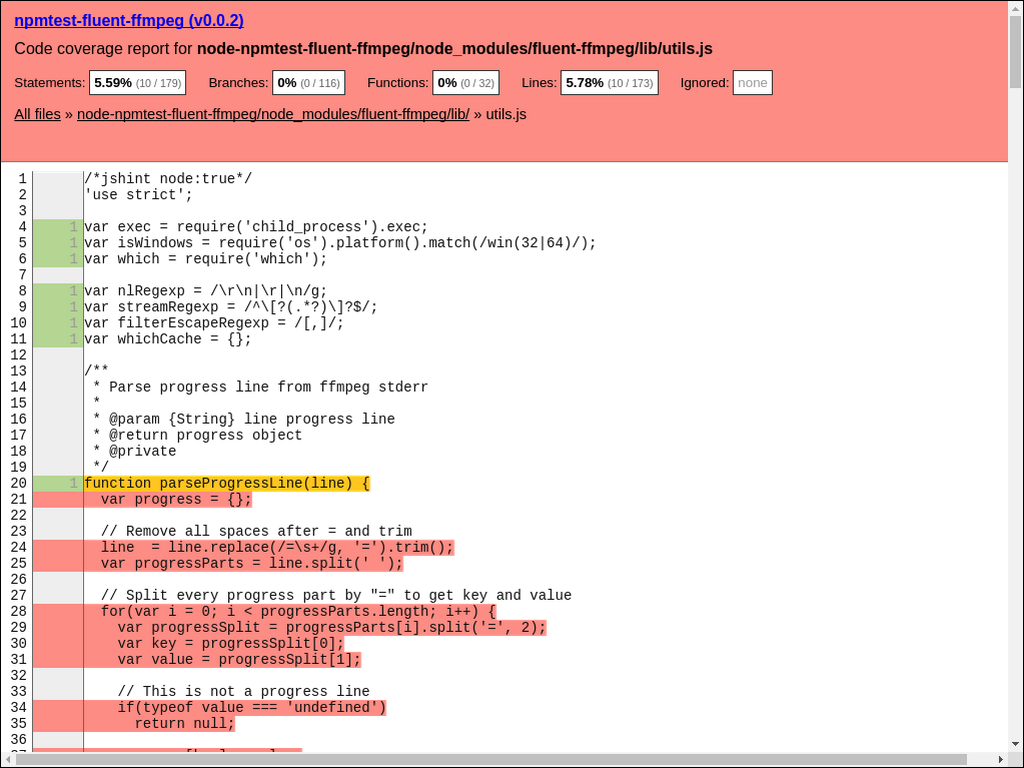 npmtest-fluent-ffmpeg (v0.0.2)
Code coverage report for node-npmtest-fluent-ffmpeg/node_modules/fluent-ffmpeg/lib/utils.js
Statements: 5.59% (10 / 179) Branches: 0% (0 / 116) Functions: 0% (0 / 32) Lines: 5.78% (10 / 173) Ignored: none
All files » node-npmtest-fluent-ffmpeg/node_modules/fluent-ffmpeg/lib/ » utils.js
1 /*jshint node:true*/
2 'use strict';
3
4 1 var exec = require('child_process').exec;
5 1 var isWindows = require('os').platform().match(/win(32|64)/);
6 1 var which = require('which');
7
8 1 var nlRegexp = /\r\n|\r|\n/g;
9 1 var streamRegexp = /^\[?(.*?)\]?$/;
10 1 var filterEscapeRegexp = /[,]/;
11 1 var whichCache = {};
12
13 /**
14  * Parse progress line from ffmpeg stderr
15  *
16  * @param {String} line progress line
17  * @return progress object
18  * @private
19  */
20 1 function parseProgressLine(line) {
21   var progress = {};
22
23   // Remove all spaces after = and trim
24   line  = line.replace(/=\s+/g, '=').trim();
25   var progressParts = line.split(' ');
26
27   // Split every progress part by "=" to get key and value
28   for(var i = 0; i < progressParts.length; i++) {
29     var progressSplit = progressParts[i].split('=', 2);
30     var key = progressSplit[0];
31     var value = progressSplit[1];
32
33     // This is not a progress line
34     if(typeof value === 'undefined')
35       return null;
36